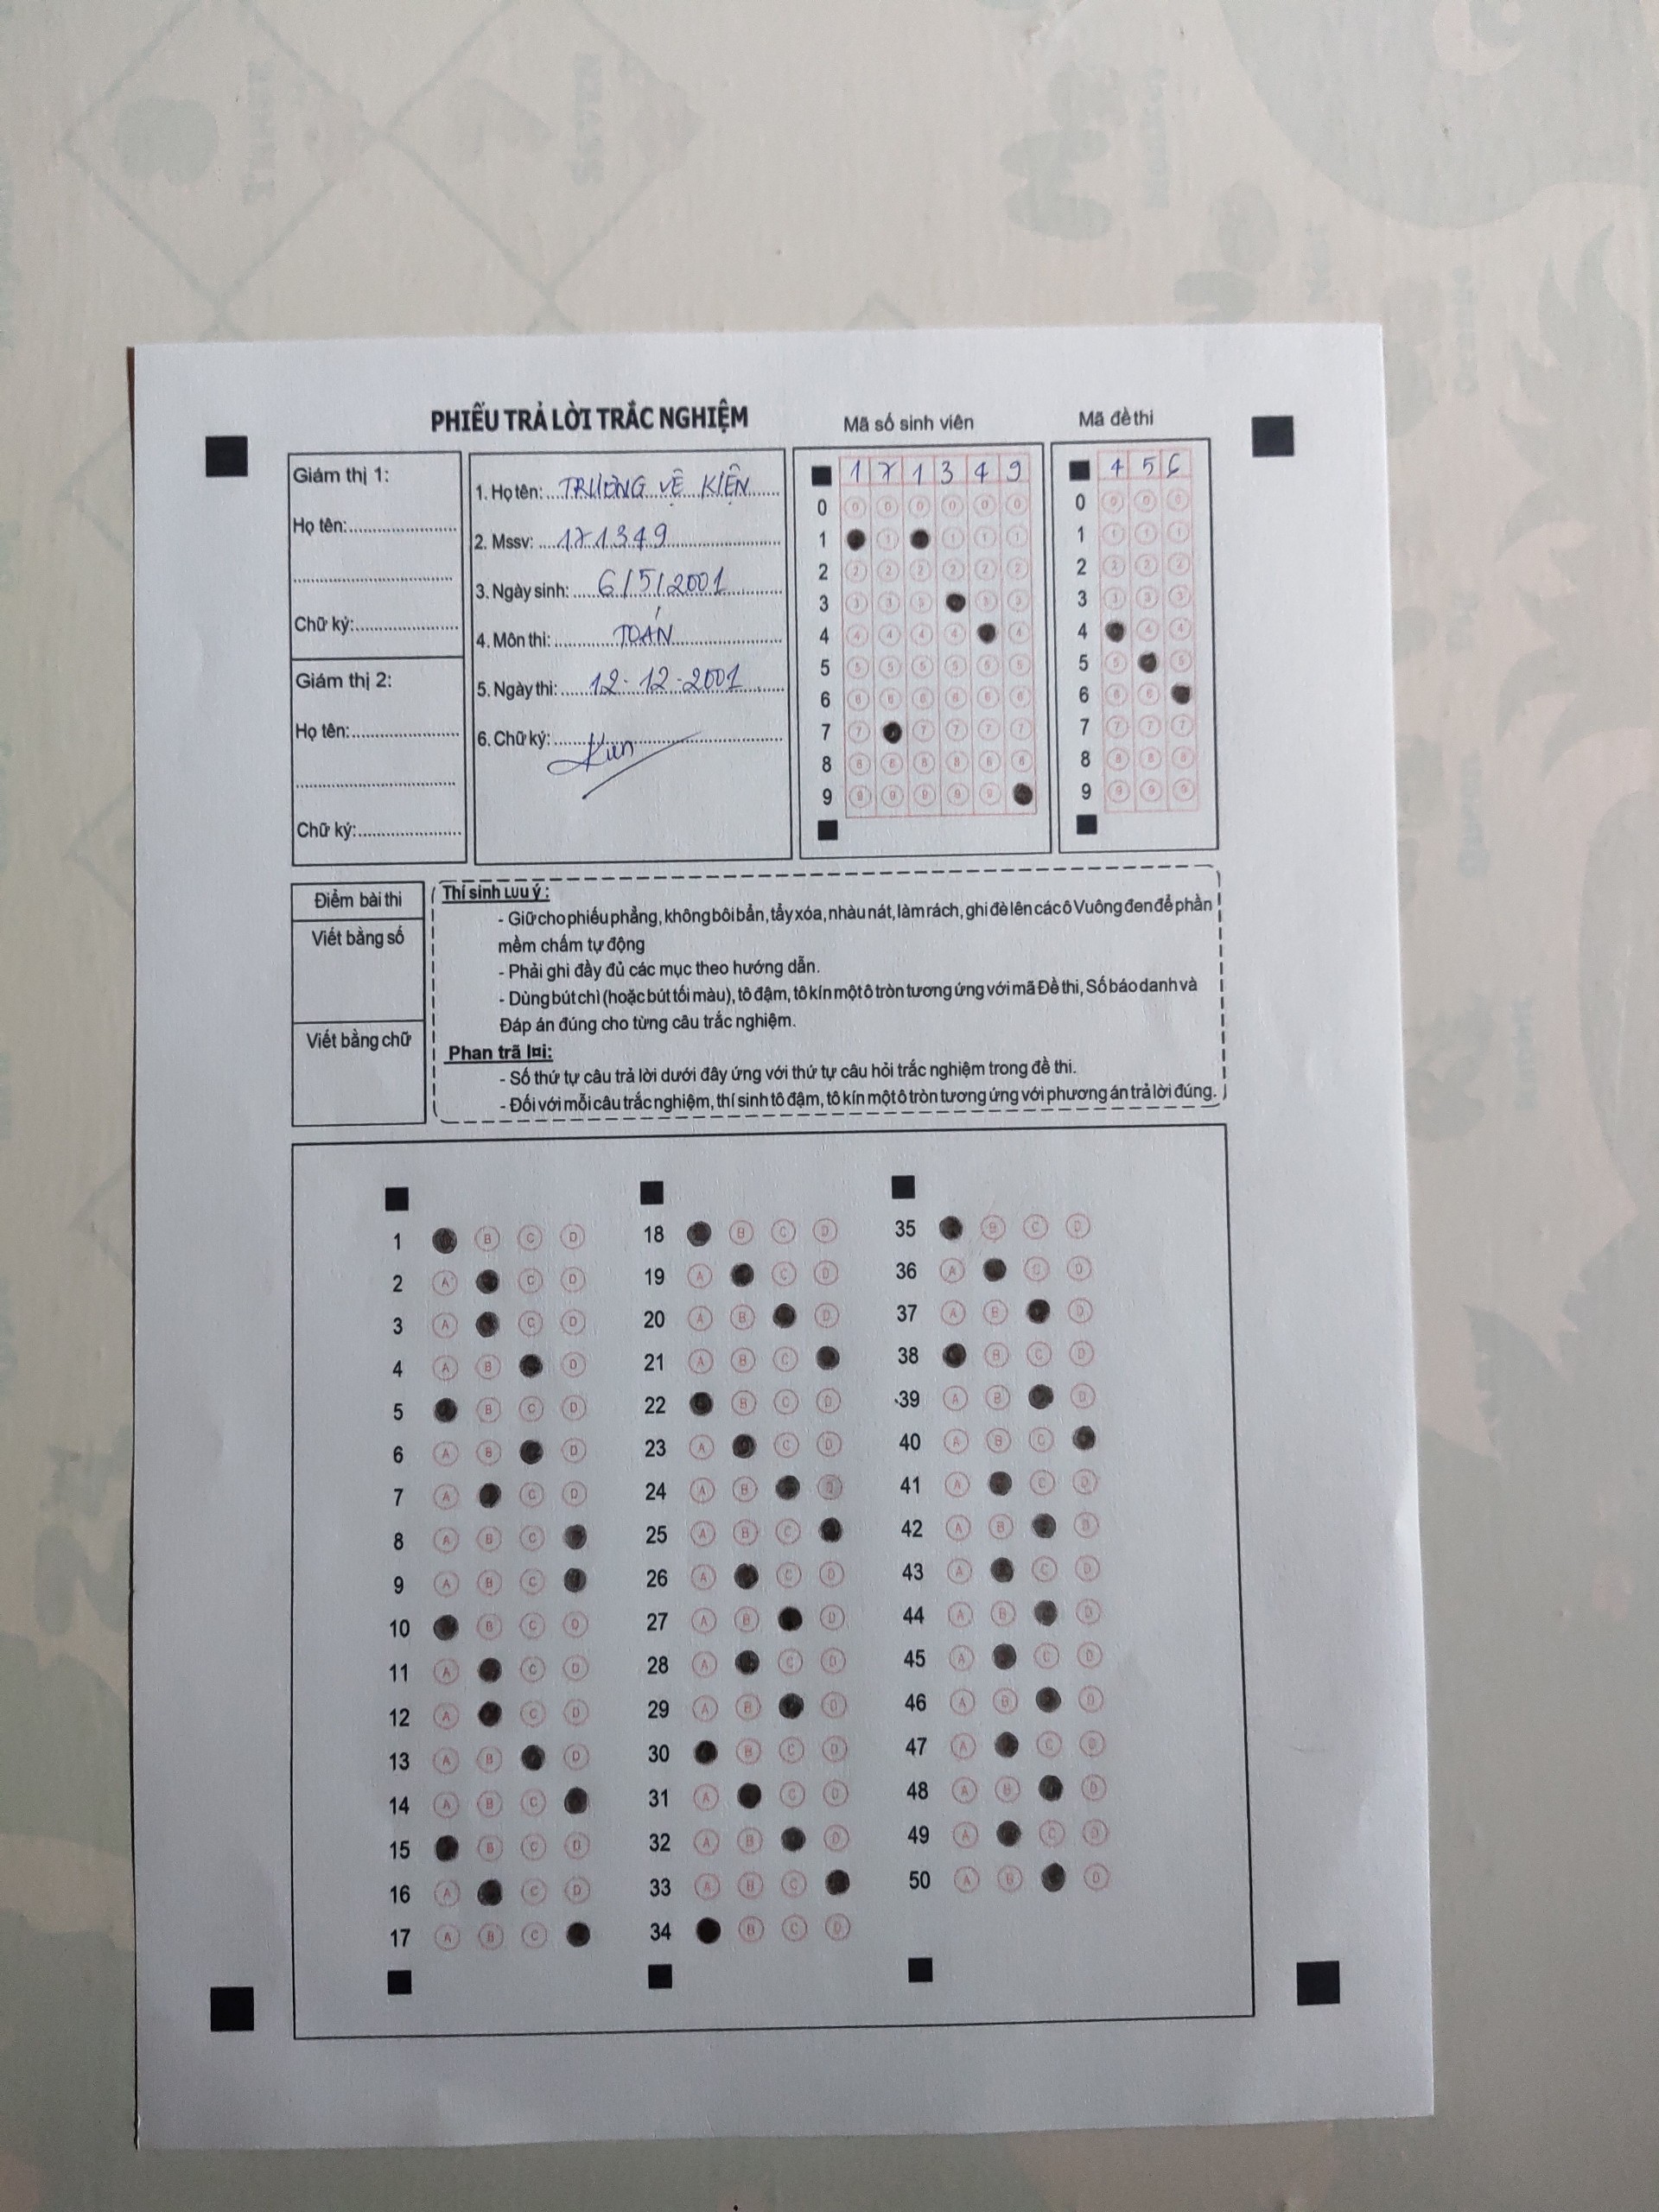 PHIẾU TRẢ LỜI TRẮC NGHIỆM
Giám thị 1:
Họ tên:
Chữ ký:
Giám thị 2:
Họ tên:
Chữ ký:
1. Họ tên: TRƯƠNG VỆ KIỆN
2. Mssv: 171349
3. Ngày sinh: 6/5/2001
4. Môn thi: TOÁN
5. Ngày thi: 12-12-2001
6. Chữ ký:
Mã số sinh viên
1 7 1 3 4 9
0
1
2
3
4
5
6
7
8
9
Mã đề thi
4 5 6
0
1
2
3
4
5
6
7
8
9
Điểm bài thi
Viết bằng số
Viết bằng chữ
Thí sinh Lưu ý :
- Giữ cho phiếu phẳng, không bôi bẩn, tẩy xóa, nhàu nát, làm rách, ghi đè lên các ô Vuông đen để phần
mềm chấm tự động
- Phải ghi đầy đủ các mục theo hướng dẫn.
- Dùng bút chì (hoặc bút tối màu), tô đậm, tô kín một ô tròn tương ứng với mã Đề thi, Số báo danh và
Đáp án đúng cho từng câu trắc nghiệm.
Phan trã l¤i:
- Số thứ tự câu trả lời dưới đây ứng với thứ tự câu hỏi trắc nghiệm trong đề thi.
- Đối với mỗi câu trắc nghiệm, thí sinh tô đậm, tô kín một ô tròn tương ứng với phương án trả lời đúng.
1 B C D
2 A C D
3 A C D
4 A B D
5 B C D
6 A B D
7 A C D
8 A B C
9 A B C
10 B C D
11 A C D
12 A C D
13 A B D
14 A B C
15 B C D
16 A C D
17 A B C
18 B C D
19 A C D
20 A B D
21 A B C
22 B C D
23 A C D
24 A B D
25 A B C
26 A C D
27 A B D
28 A C D
29 A B D
30 B C D
31 A C D
32 A B D
33 A B C
34 B C D
35 B C D
36 A C D
37 A B D
38 B C D
39 A B D
40 A B C
41 A C D
42 A B D
43 A C D
44 A B D
45 A C D
46 A B D
47 A C D
48 A B D
49 A C D
50 A B D